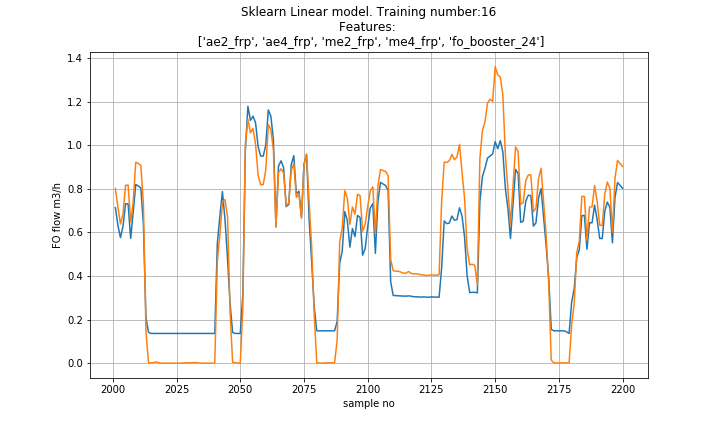 Sklearn Linear model. Training number:16
Features:
['ae2_frp', 'ae4_frp', 'me2_frp', 'me4_frp', 'fo_booster_24']
1.4
1.2
1.0
0.8
0.6
0.4
0.2
0.0
FO flow m3/h
2000 2025 2050 2075 2100 2125 2150 2175 2200
sample no